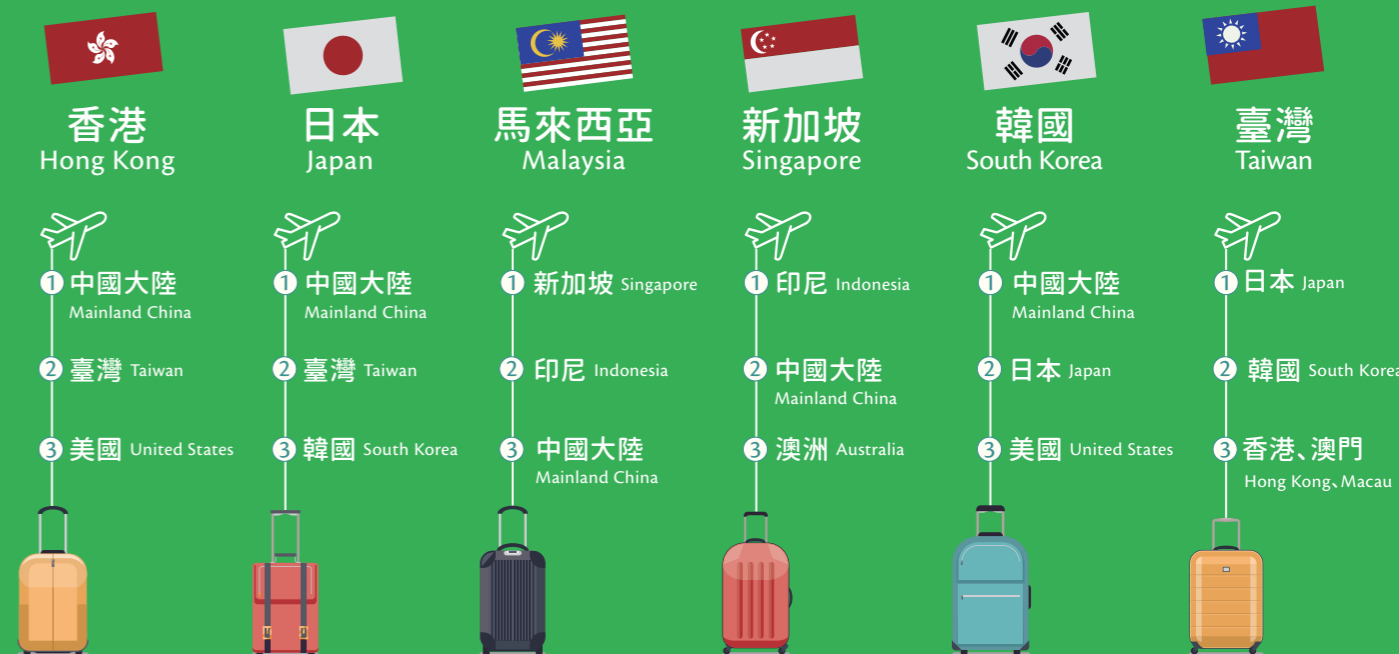 香港
Hong Kong
1 中國大陸
Mainland China
2 臺灣 Taiwan
3 美國 United States
日本
Japan
1 中國大陸
Mainland China
2 臺灣 Taiwan
3 韓國 South Korea
馬來西亞
Malaysia
1 新加坡 Singapore
2 印尼 Indonesia
3 中國大陸
Mainland China
新加坡
Singapore
1 印尼 Indonesia
2 中國大陸
Mainland China
3 澳洲 Australia
韓國
South Korea
1 中國大陸
Mainland China
2 日本 Japan
3 美國 United States
臺灣
Taiwan
1 日本 Japan
2 韓國 South Korea
3 香港、澳門
Hong Kong、Macau